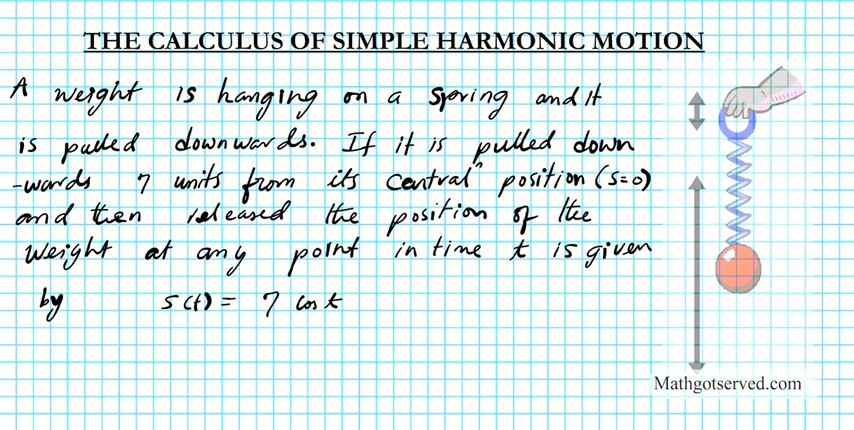 THE CALCULUS OF SIMPLE HARMONIC MOTION
A weight is hanging on a spring and it
is pulled downwards. If it is pulled down
-wards 7 units from its central position (s=0)
and then released the position of the
weight at any point in time t is given
by s(t) = 7 cos t
Mathgotserved.com